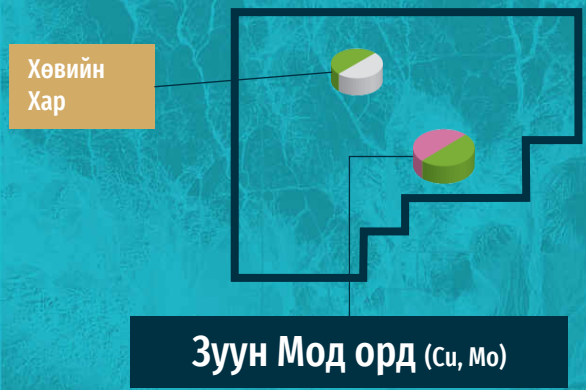 Хөвийн
Хар
Зуун Мод орд (Cu, Mo)